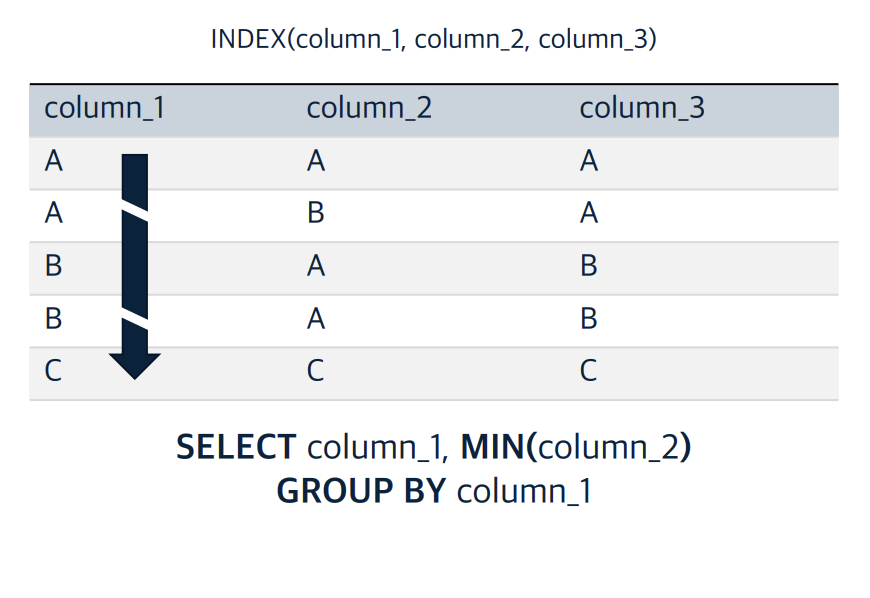 INDEX(column_1, column_2, column_3)
column_1 column_2 column_3
A A A
A B A
B A B
B A B
C C C
SELECT column_1, MIN(column_2)
GROUP BY column_1